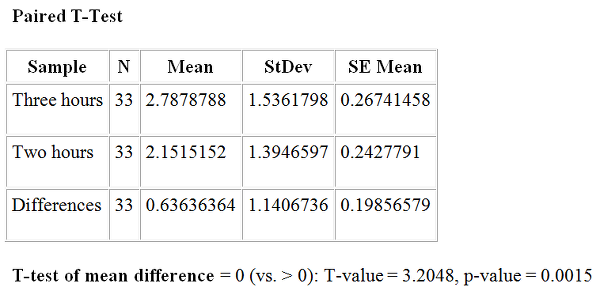 Paired T-Test
Sample N Mean StDev SE Mean
Three hours 33 2.7878788 1.5361798 0.26741458
Two hours 33 2.1515152 1.3946597 0.2427791
Differences 33 0.63636364 1.1406736 0.19856579
T-test of mean difference = 0 (vs. > 0): T-value = 3.2048, p-value = 0.0015